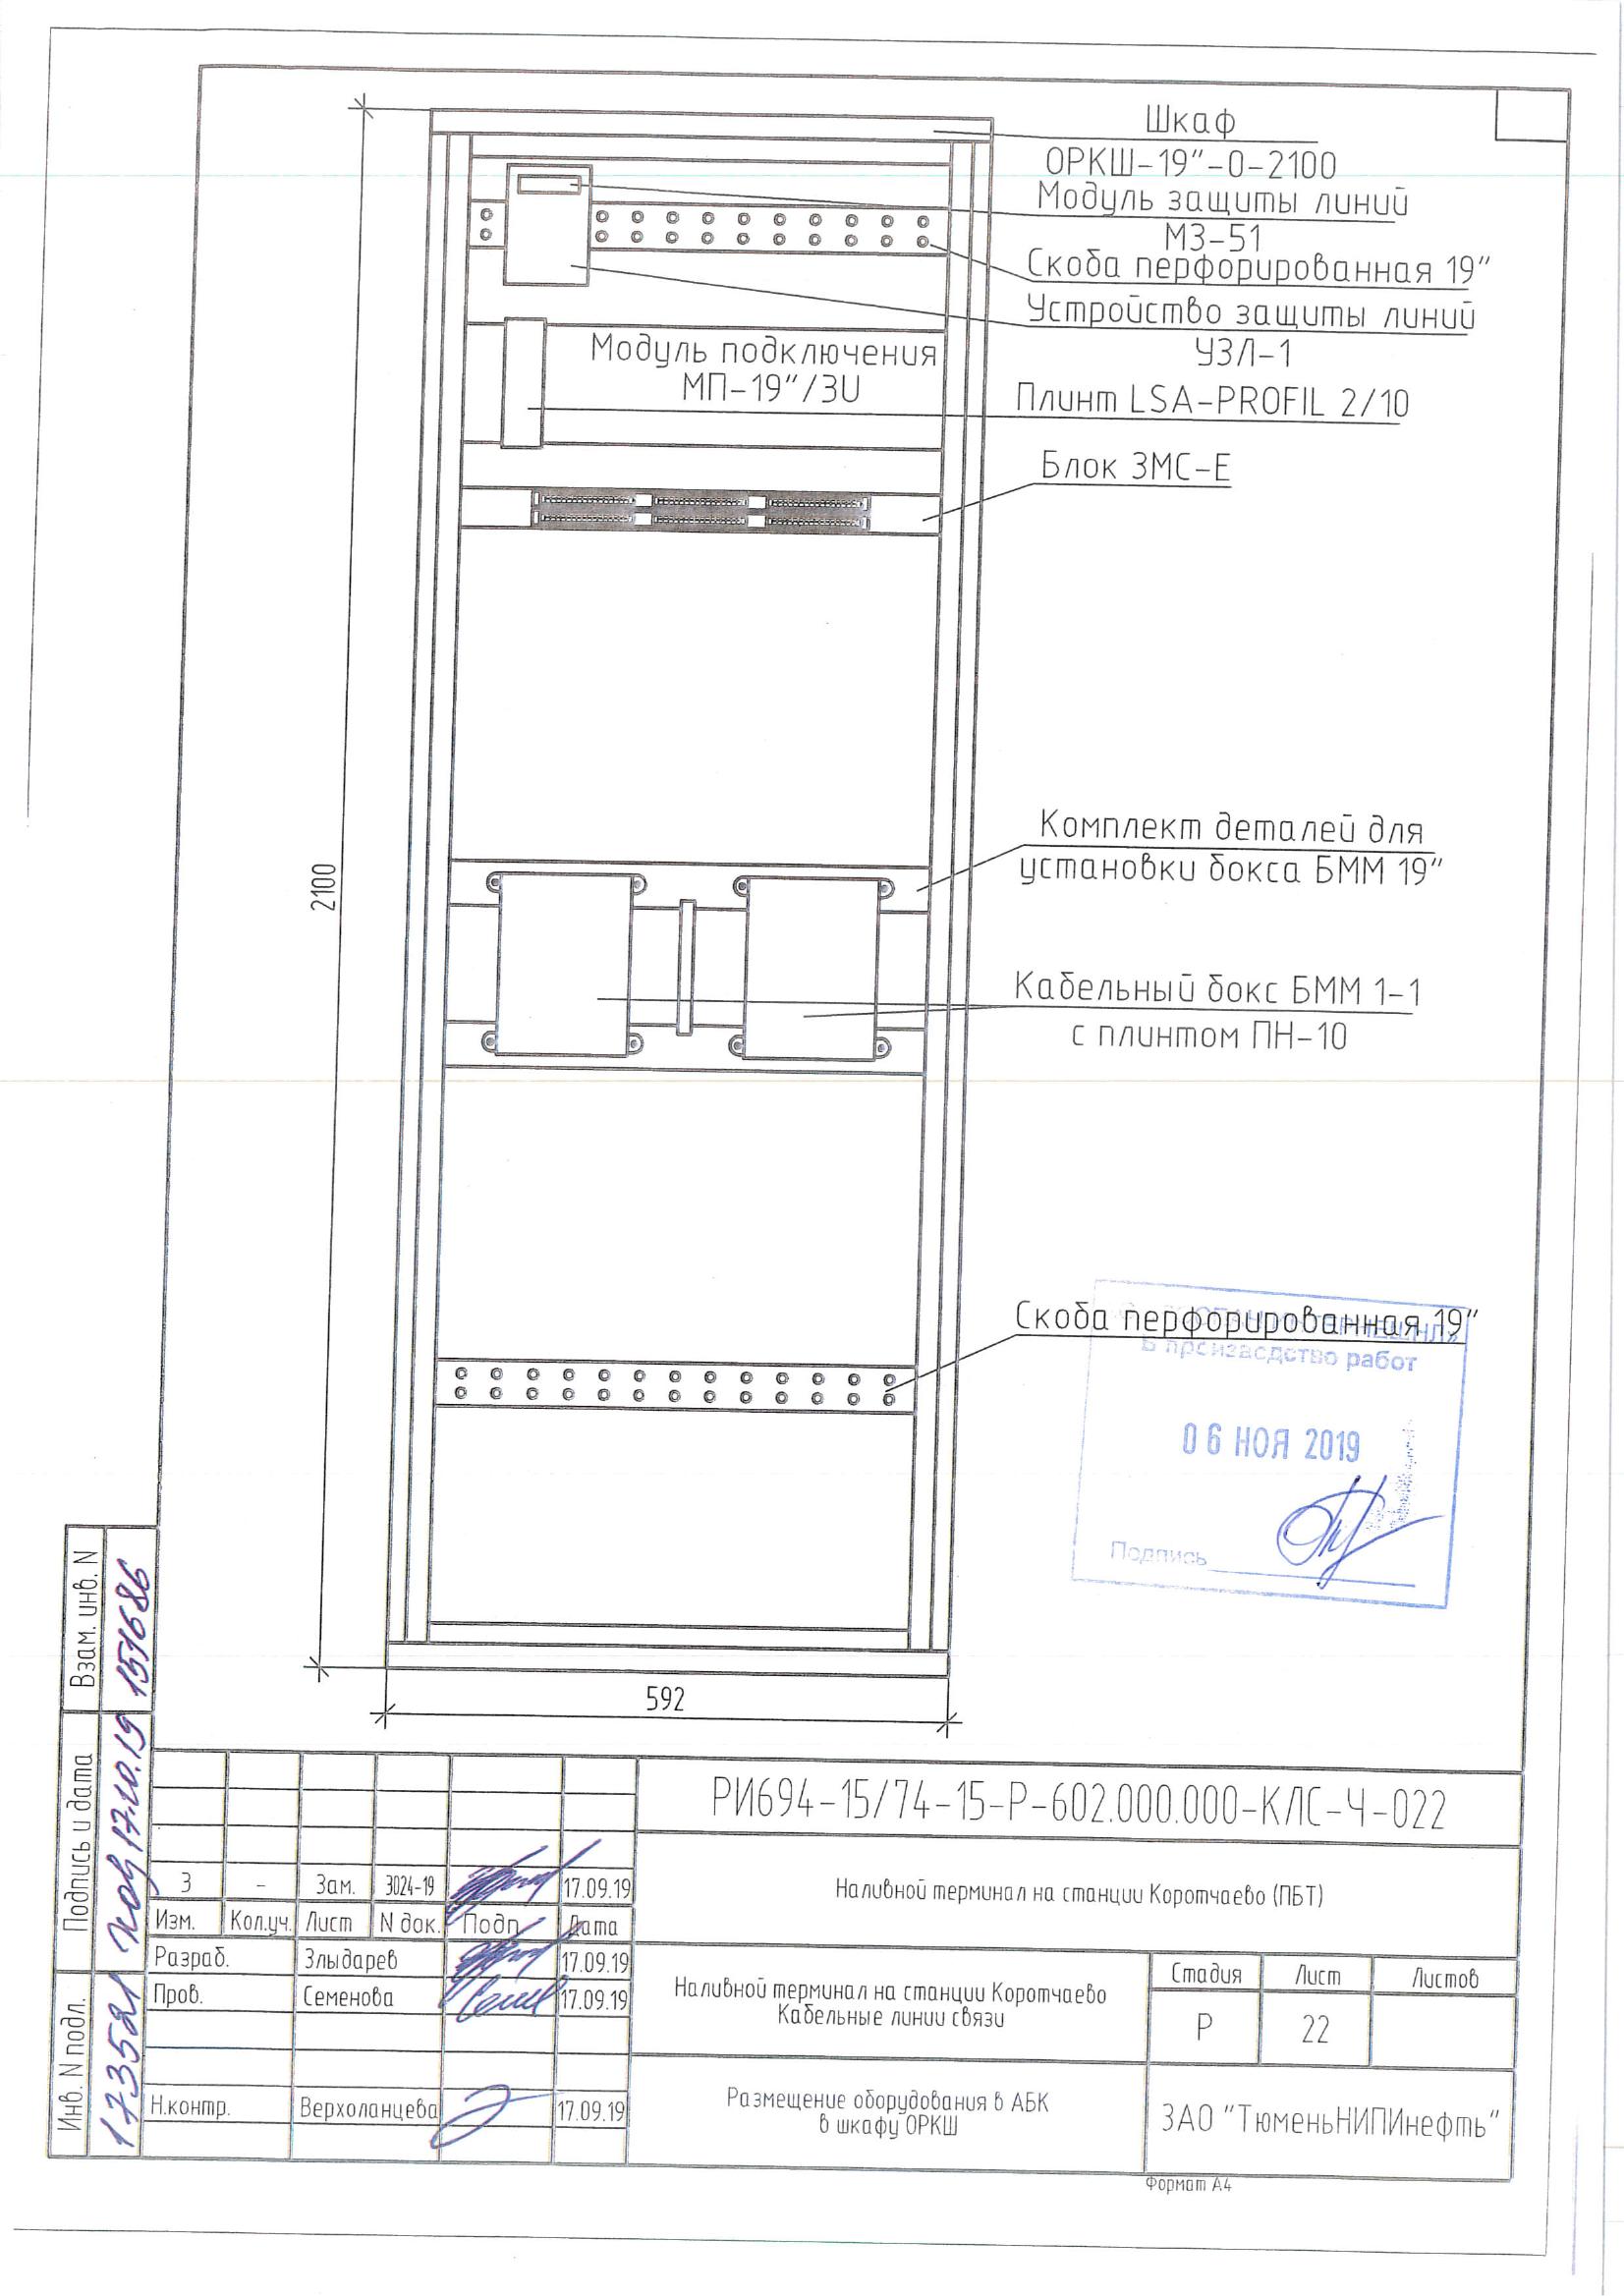 Шкаф
ОРКШ-19"-0-2100
Модуль защиты линий
МЗ-51
Скоба перфорированная 19"
Устройство защиты линий
УЗЛ-1
Модуль подключения
МП-19"/3U
Плинт LSA-PROFIL 2/10
Блок ЗМС-Е
2100
Комплект деталей для
установки бокса БММ 19"
Кабельный бокс БММ 1-1
с плинтом ПН-10
Скоба перфорированная 19"
В производство работ
06 НОЯ 2019
Подпись
592
Взам. инв. N
151686
Подпись и дата
17.10.19
Инв. N подл.
173521
РИ694-15/74-15-Р-602.000.000-КЛС-Ч-022
3 - Зам. 3024-19 17.09.19
Изм. Кол.уч. Лист N док. Подп. Дата
Наливной терминал на станции Коротчаево (ПБТ)
Разраб. Злыдарев 17.09.19
Пров. Семенова 17.09.19
Н.контр. Верхоланцева 17.09.19
Наливной терминал на станции Коротчаево
Кабельные линии связи
Стадия Лист Листов
Р 22
Размещение оборудования в АБК
в шкафу ОРКШ
ЗАО "ТюменьНИПИнефть"
Формат А4